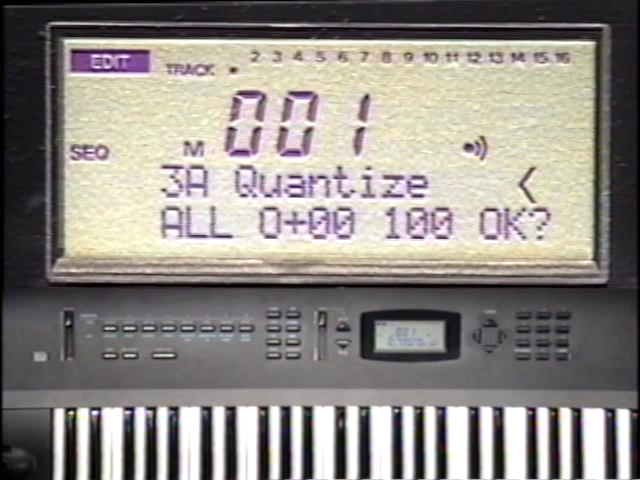 EDIT
TRACK 2 3 4 5 6 7 8 9 10 11 12 13 14 15 16
SEQ M 001
3A Quantize <
ALL 0+00 100 OK?